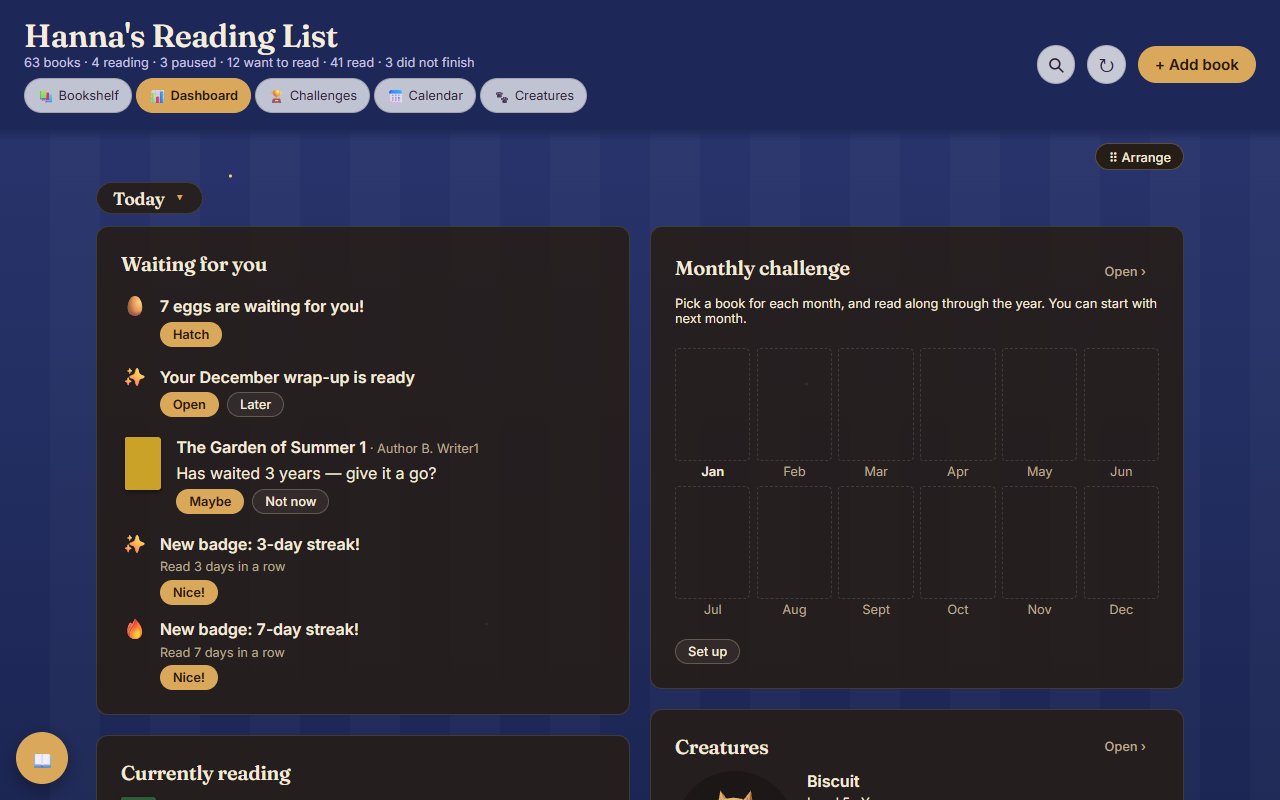 Hanna's Reading List
63 books · 4 reading · 3 paused · 12 want to read · 41 read · 3 did not finish
Bookshelf
Dashboard
Challenges
Calendar
Creatures
+ Add book
Arrange
Today
Waiting for you
7 eggs are waiting for you!
Hatch
Your December wrap-up is ready
Open Later
The Garden of Summer 1 · Author B. Writer1
Has waited 3 years — give it a go?
Maybe Not now
New badge: 3-day streak!
Read 3 days in a row
Nice!
New badge: 7-day streak!
Read 7 days in a row
Nice!
Currently reading
Monthly challenge
Open ›
Pick a book for each month, and read along through the year. You can start with
next month.
Jan Feb Mar Apr May Jun
Jul Aug Sept Oct Nov Dec
Set up
Creatures
Open ›
Biscuit